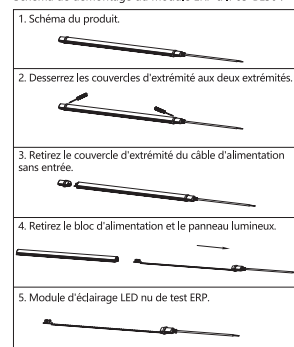 1. Schéma du produit.
2. Desserrez les couvercles d'extrémité aux deux extrémités.
3. Retirez le couvercle d'extrémité du câble d'alimentation
sans entrée.
4. Retirez le bloc d'alimentation et le panneau lumineux.
5. Module d'éclairage LED nu de test ERP.